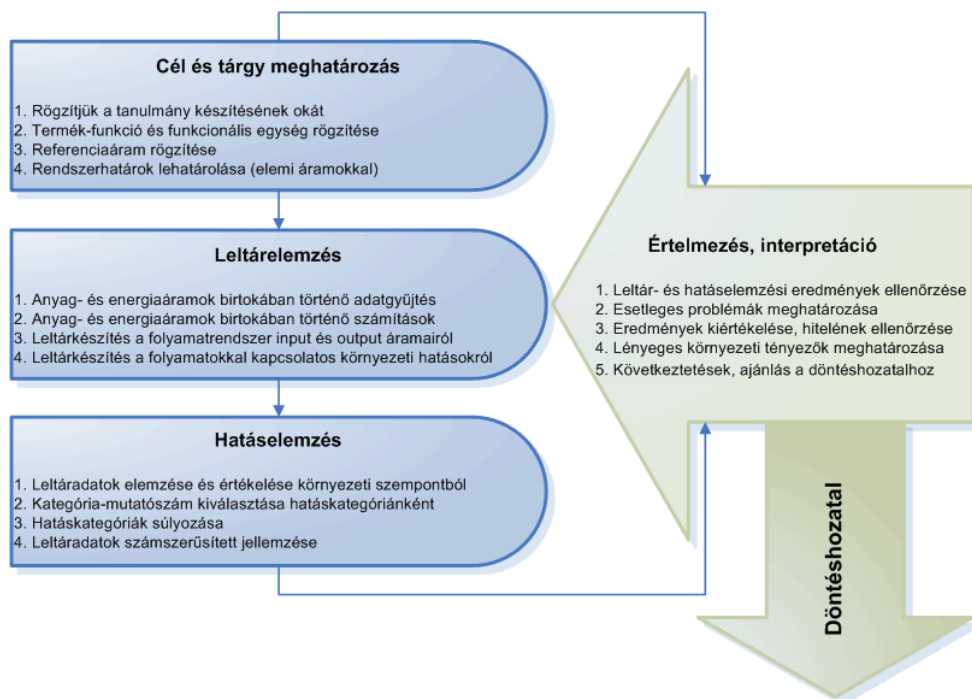 Cél és tárgy meghatározás
1. Rögzítjük a tanulmány készítésének okát
2. Termék-funkció és funkcionális egység rögzítése
3. Referenciaáram rögzítése
4. Rendszerhatárok lehatárolása (elemi áramokkal)
Leltárelemzés
1. Anyag- és energiaáramok birtokában történő adatgyűjtés
2. Anyag- és energiaáramok birtokában történő számítások
3. Leltárkészítés a folyamatrendszer input és output áramairól
4. Leltárkészítés a folyamatokkal kapcsolatos környezeti hatásokról
Hatáselemzés
1. Leltáradatok elemzése és értékelése környezeti szempontból
2. Kategória-mutatószám kiválasztása hatáskategóriánként
3. Hatáskategóriák súlyozása
4. Leltáradatok számszerűsített jellemzése
Értelmezés, interpretáció
1. Leltár- és hatáselemzési eredmények ellenőrzése
2. Esetleges problémák meghatározása
3. Eredmények kiértékelése, hitelének ellenőrzése
4. Lényeges környezeti tényezők meghatározása
5. Következtetések, ajánlás a döntéshozatalhoz
Döntéshozatal